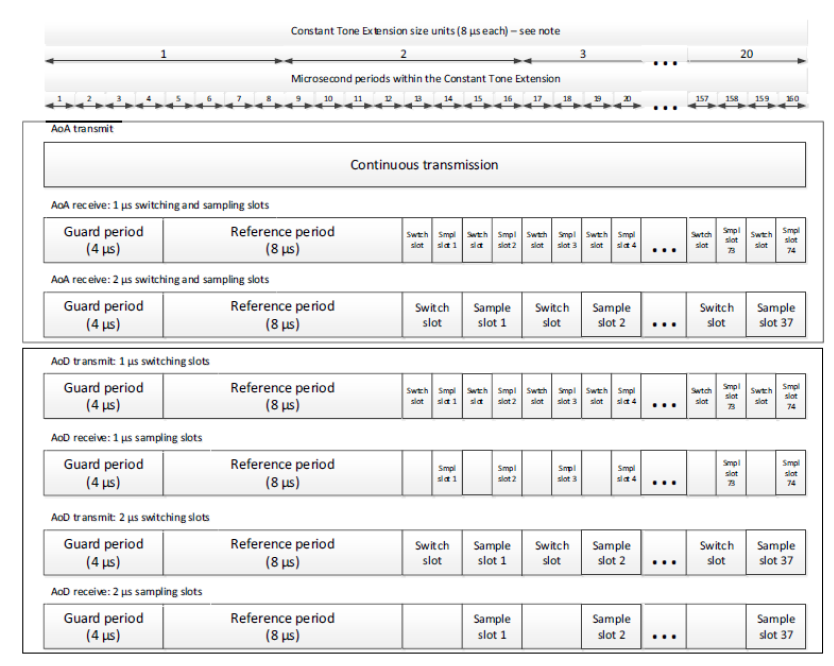 Constant Tone Extension size units (8 µs each) – see note
1 2 3 ... 20
Microsecond periods within the Constant Tone Extension
1 2 3 4 5 6 7 8 9 10 11 12 13 14 15 16 17 18 19 20 ... 157 158 159 160
AoA transmit
Continuous transmission
AoA receive: 1 µs switching and sampling slots
Guard period (4 µs) Reference period (8 µs) Swtch slot Smpl slot 1 Swtch slot Smpl slot 2 Swtch slot Smpl slot 3 Swtch slot Smpl slot 4 ... Swtch slot Smpl slot 73 Swtch slot Smpl slot 74
AoA receive: 2 µs switching and sampling slots
Guard period (4 µs) Reference period (8 µs) Switch slot Sample slot 1 Switch slot Sample slot 2 ... Switch slot Sample slot 37
AoD transmit: 1 µs switching slots
Guard period (4 µs) Reference period (8 µs) Swtch slot Smpl slot 1 Swtch slot Smpl slot 2 Swtch slot Smpl slot 3 Swtch slot Smpl slot 4 ... Swtch slot Smpl slot 73 Swtch slot Smpl slot 74
AoD receive: 1 µs sampling slots
Guard period (4 µs) Reference period (8 µs) Smpl slot 1 Smpl slot 2 Smpl slot 3 Smpl slot 4 ... Smpl slot 73 Smpl slot 74
AoD transmit: 2 µs switching slots
Guard period (4 µs) Reference period (8 µs) Switch slot Sample slot 1 Switch slot Sample slot 2 ... Switch slot Sample slot 37
AoD receive: 2 µs sampling slots
Guard period (4 µs) Reference period (8 µs) Sample slot 1 Sample slot 2 ... Sample slot 37